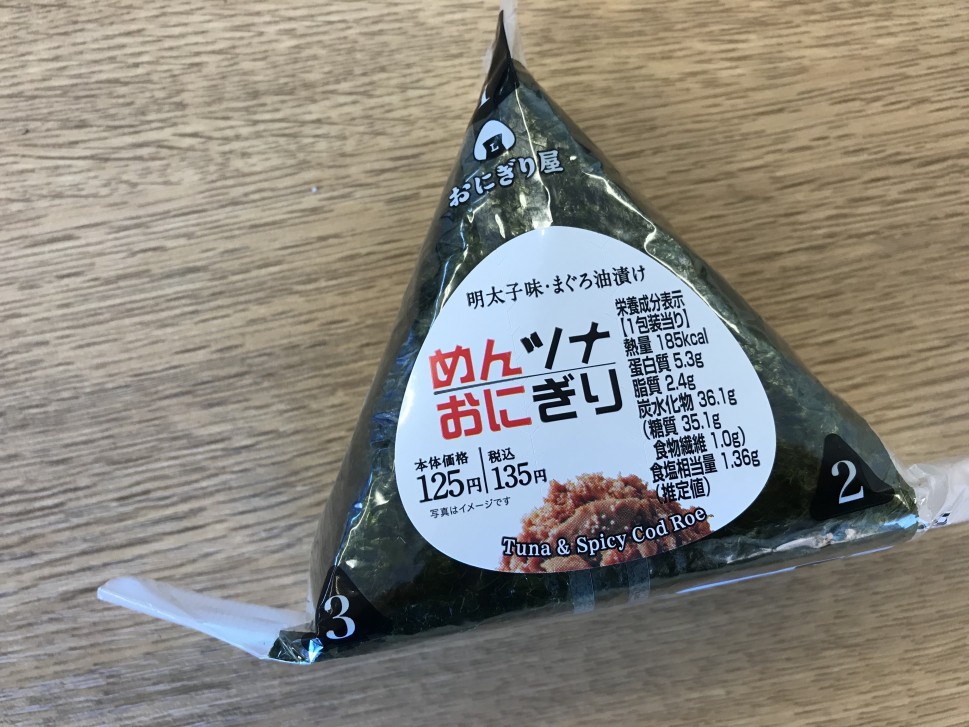 1
L
おにぎり屋
明太子味・まぐろ油漬け
めんツナ
おにぎり
本体価格
125円
税込
135円
写真はイメージです
栄養成分表示
【1包装当り】
熱量 185kcal
蛋白質 5.3g
脂質 2.4g
炭水化物 36.1g
(糖質 35.1g
食物繊維 1.0g)
食塩相当量 1.36g
(推定値)
Tuna & Spicy Cod Roe
2
3